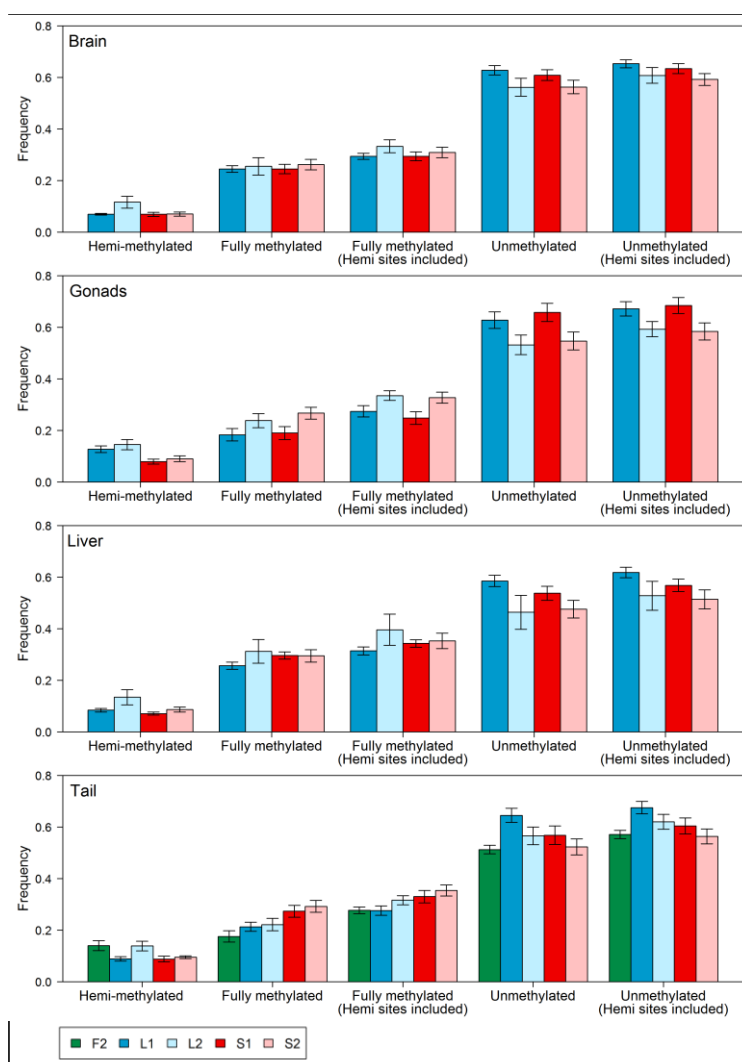 Brain
Frequency
0.8
0.6
0.4
0.2
0.0
Hemi-methylated Fully methylated Fully methylated Unmethylated Unmethylated
(Hemi sites included) (Hemi sites included)
Gonads
Frequency
0.8
0.6
0.4
0.2
0.0
Hemi-methylated Fully methylated Fully methylated Unmethylated Unmethylated
(Hemi sites included) (Hemi sites included)
Liver
Frequency
0.8
0.6
0.4
0.2
0.0
Hemi-methylated Fully methylated Fully methylated Unmethylated Unmethylated
(Hemi sites included) (Hemi sites included)
Tail
Frequency
0.8
0.6
0.4
0.2
0.0
Hemi-methylated Fully methylated Fully methylated Unmethylated Unmethylated
(Hemi sites included) (Hemi sites included)
F2 L1 L2 S1 S2